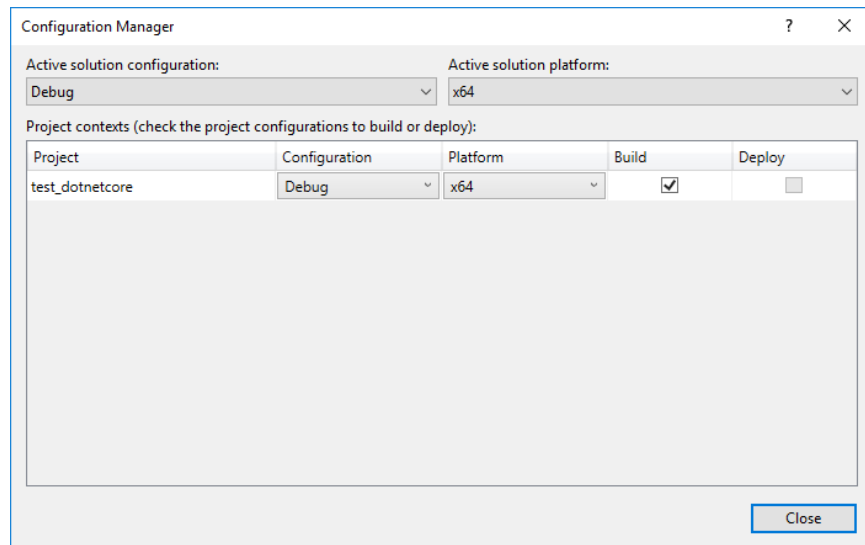 Configuration Manager ?
Active solution configuration: Active solution platform:
Debug x64
Project contexts (check the project configurations to build or deploy):
Project Configuration Platform Build Deploy
test_dotnetcore Debug x64
Close